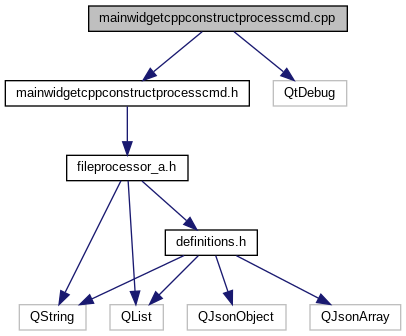 mainwidgetcppconstructprocesscmd.cpp
mainwidgetcppconstructprocesscmd.h
QtDebug
fileprocessor_a.h
definitions.h
QString
QList
QJsonObject
QJsonArray